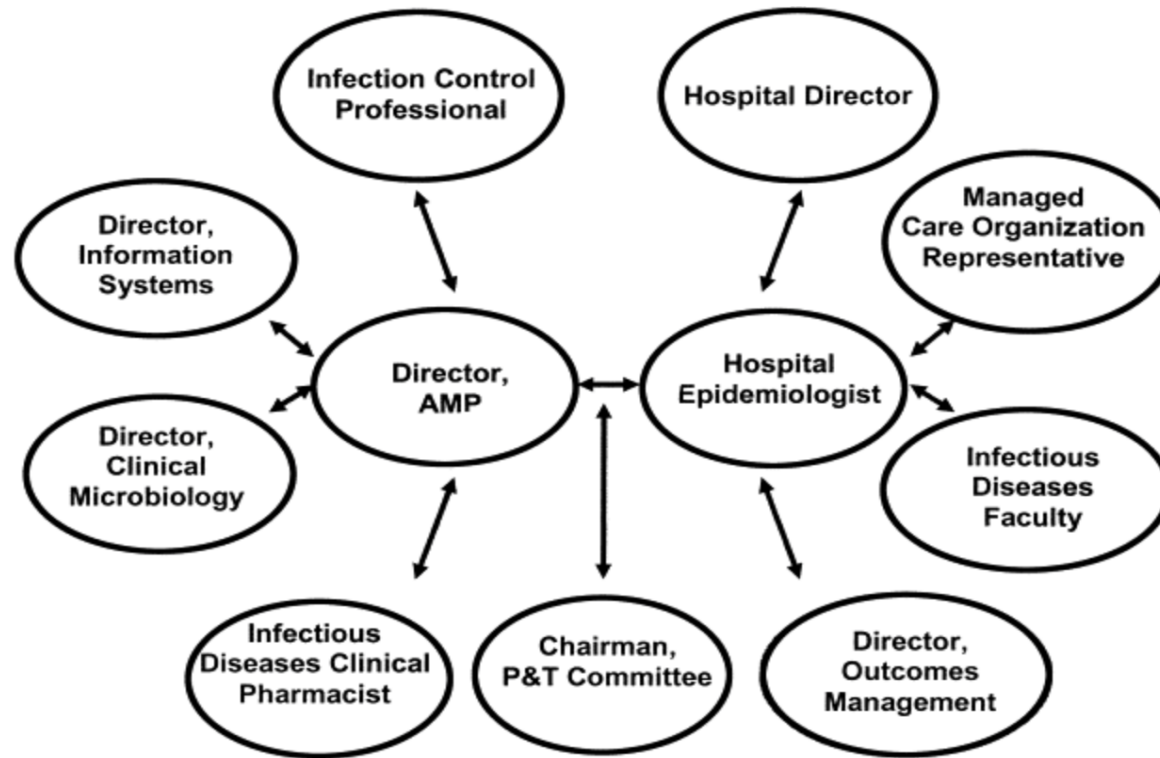 Infection Control
Professional
Hospital Director
Managed
Care Organization
Representative
Director,
Information
Systems
Director,
AMP
Hospital
Epidemiologist
Director,
Clinical
Microbiology
Infectious
Diseases
Faculty
Infectious
Diseases Clinical
Pharmacist
Chairman,
P&T Committee
Director,
Outcomes
Management